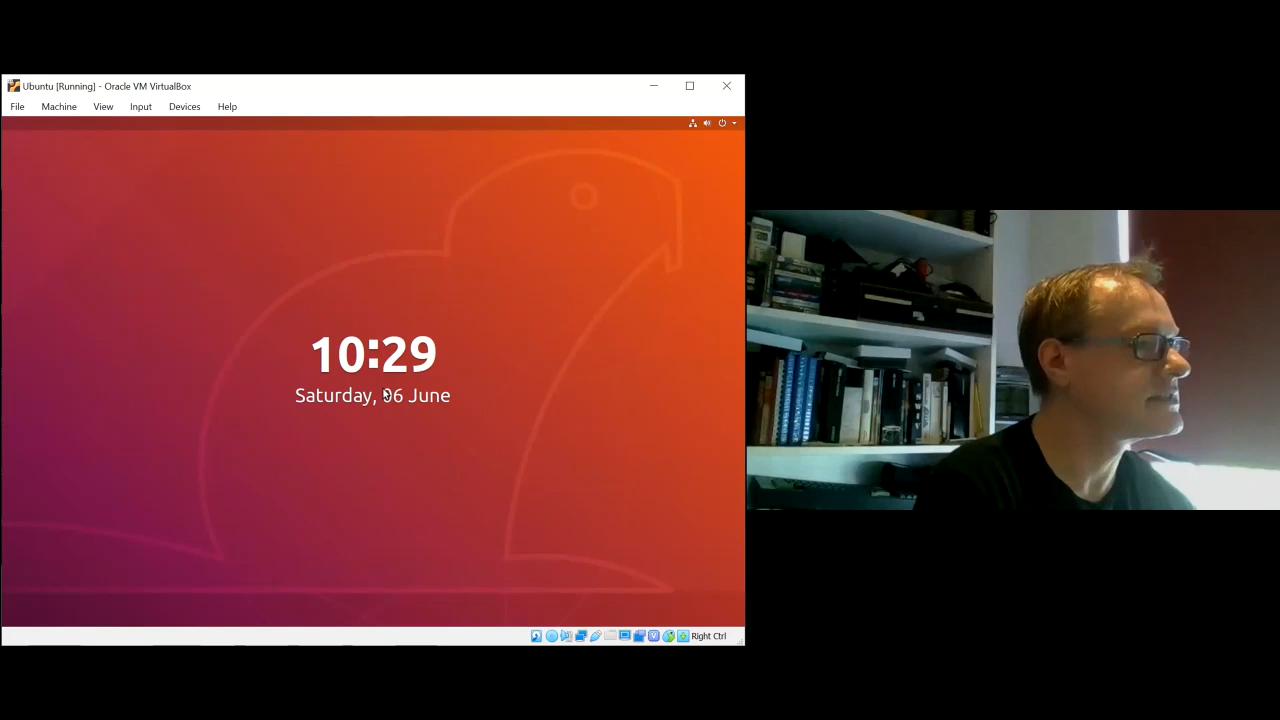 Ubuntu [Running] - Oracle VM VirtualBox
File Machine View Input Devices Help
10:29
Saturday, 06 June
Right Ctrl